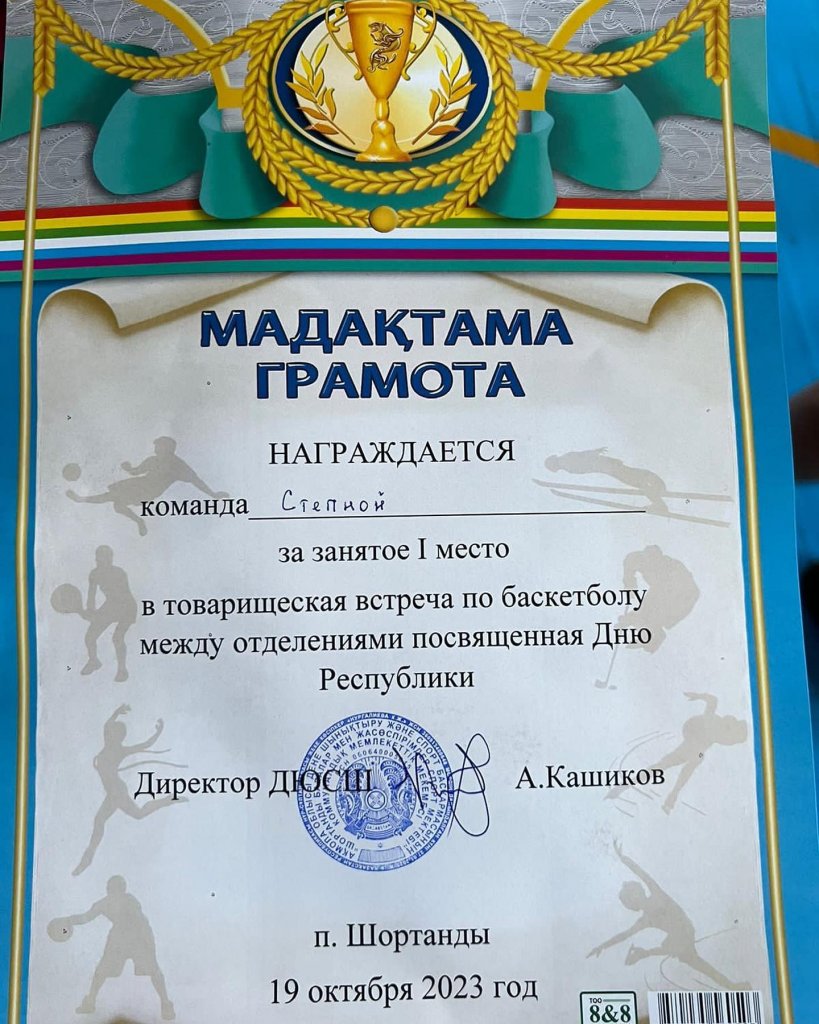 МАДАҚТАМА
ГРАМОТА
НАГРАЖДАЕТСЯ
команда Степной
за занятое I место
в товарищеская встреча по баскетболу
между отделениями посвященная Дню
Республики
Директор ДЮСШ А.Кашиков
п. Шортанды
19 октября 2023 год
ТОО
8&8